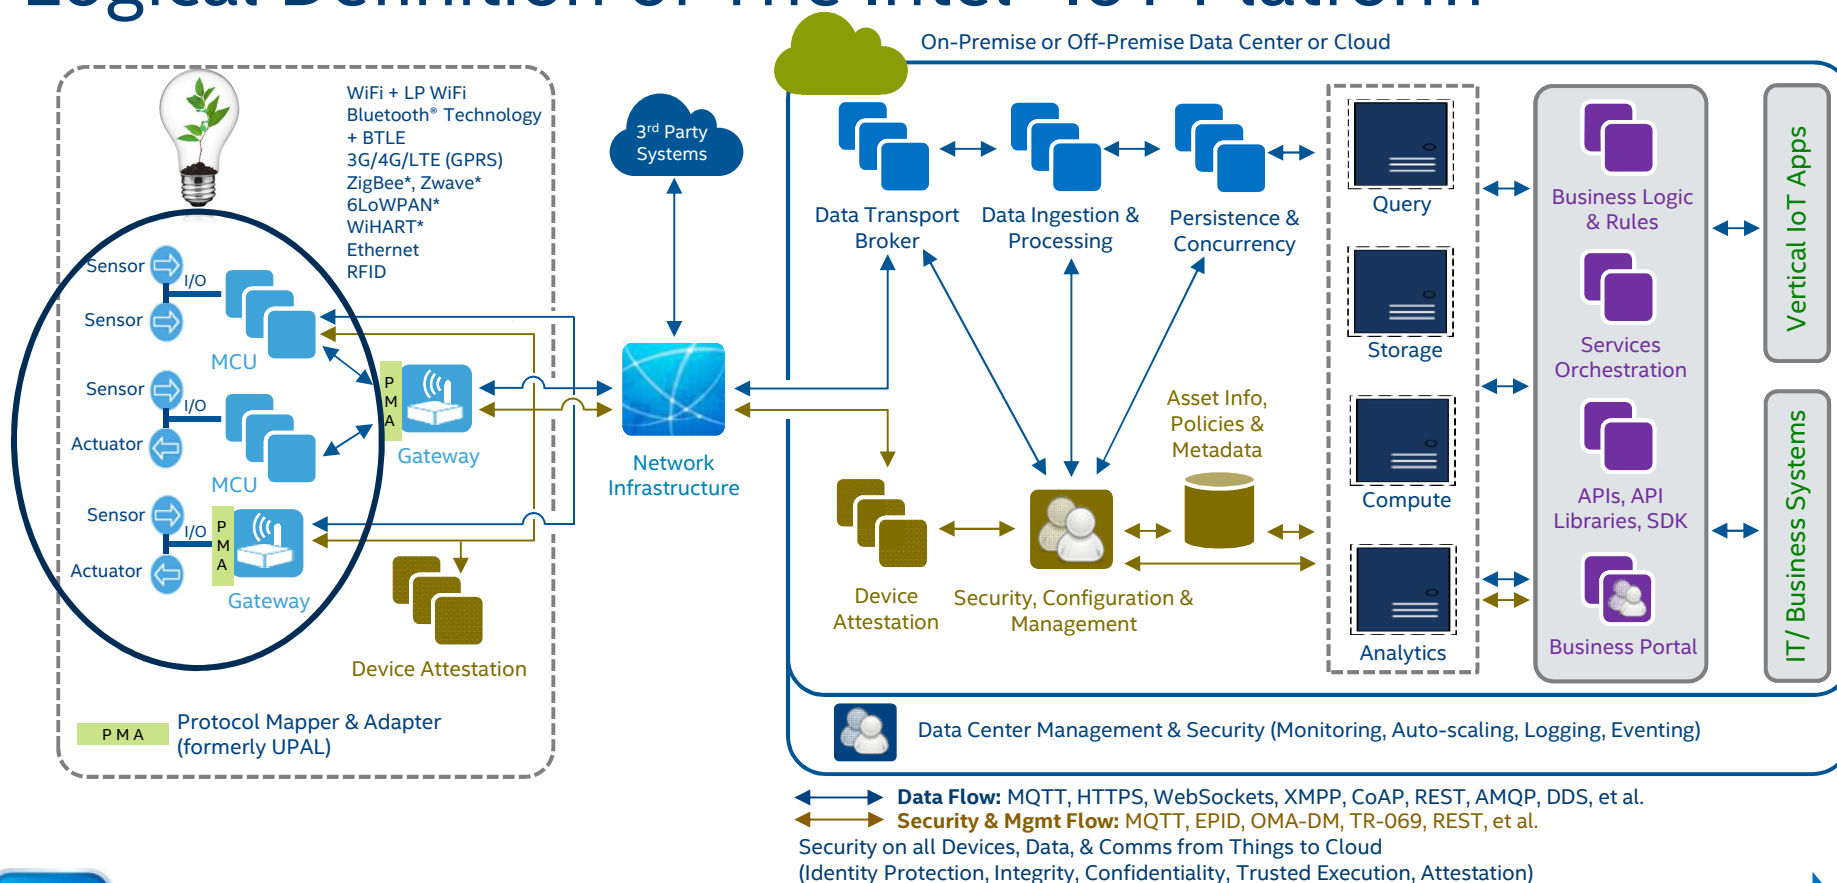 Logical Definition of The Intel® IoT Platform
On-Premise or Off-Premise Data Center or Cloud
WiFi + LP WiFi
Bluetooth® Technology
+ BTLE
3G/4G/LTE (GPRS)
ZigBee*, Zwave*
6LoWPAN*
WiHART*
Ethernet
RFID
Sensor
I/O
Sensor
MCU
Sensor
I/O
Actuator
MCU
Sensor
I/O
Actuator
P
M
A
Gateway
P
M
A
Gateway
Device Attestation
P M A
Protocol Mapper & Adapter
(formerly UPAL)
3rd Party
Systems
Network
Infrastructure
Data Transport
Broker
Data Ingestion &
Processing
Persistence &
Concurrency
Asset Info,
Policies &
Metadata
Device
Attestation
Security, Configuration &
Management
Query
Storage
Compute
Analytics
Business Logic
& Rules
Services
Orchestration
APIs, API
Libraries, SDK
Business Portal
Vertical IoT Apps
IT/ Business Systems
Data Center Management & Security (Monitoring, Auto-scaling, Logging, Eventing)
Data Flow: MQTT, HTTPS, WebSockets, XMPP, CoAP, REST, AMQP, DDS, et al.
Security & Mgmt Flow: MQTT, EPID, OMA-DM, TR-069, REST, et al.
Security on all Devices, Data, & Comms from Things to Cloud
(Identity Protection, Integrity, Confidentiality, Trusted Execution, Attestation)